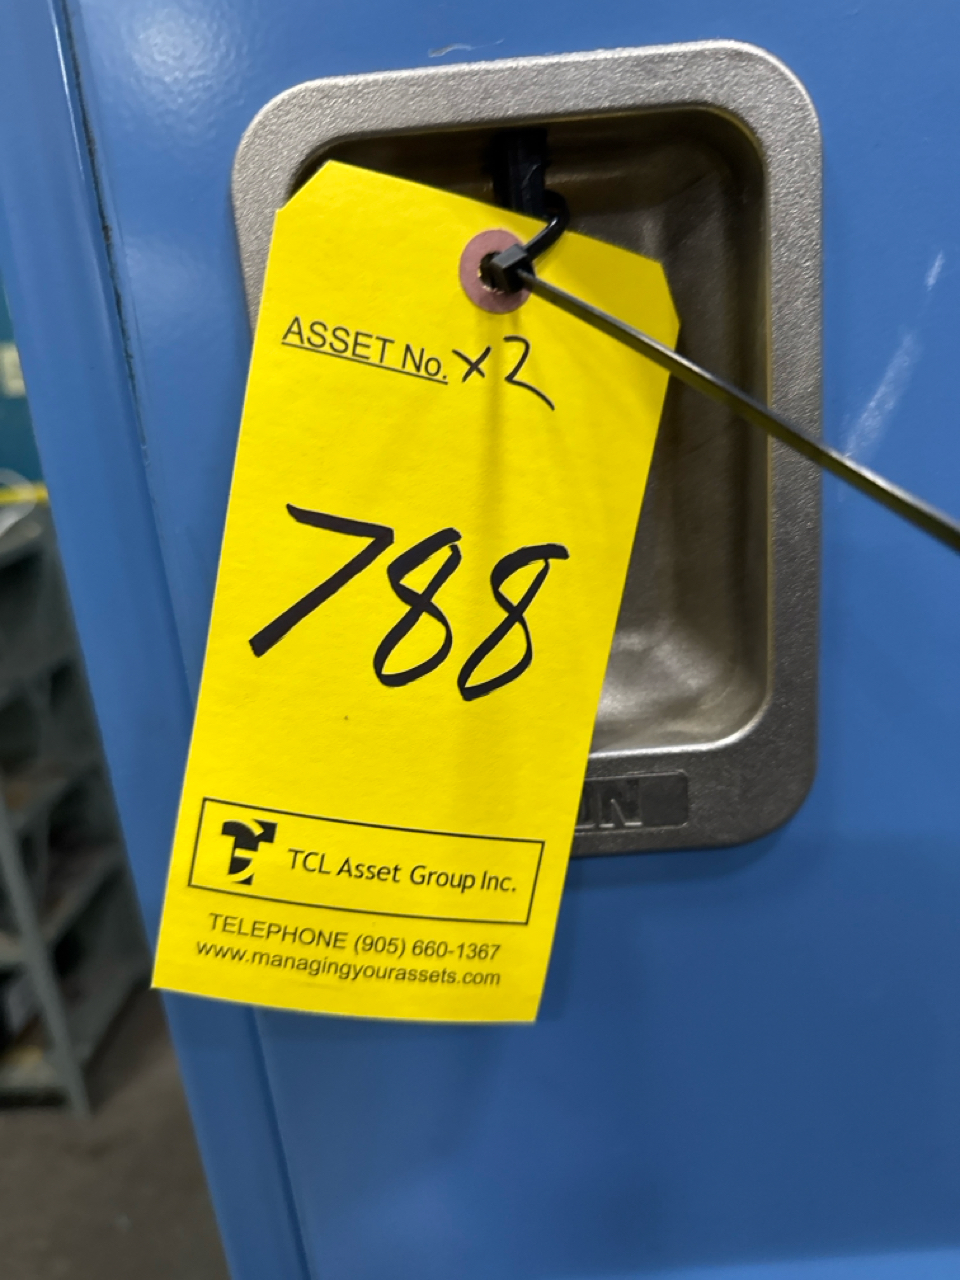 ASSET No. x2
788
TCL Asset Group Inc.
TELEPHONE (905) 660-1367
www.managingyourassets.com